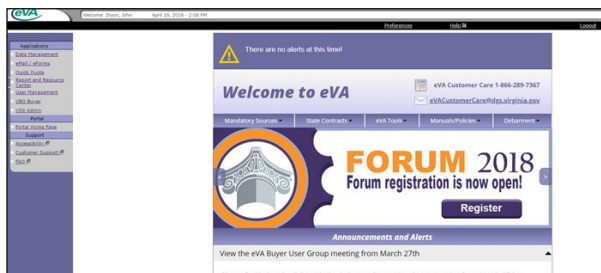 eVA
Welcome Dixon, John April 19, 2018 - 2:08 PM
Preferences Help Logout
Applications
Data Management
eMall / eForms
Quick Quote
Report and Resource
Center
User Management
VBO Buyer
VSS Admin
Portal
Portal Home Page
Support
Accessibility
Customer Support
FAQ
There are no alerts at this time!
Welcome to eVA
eVA Customer Care 1-866-289-7367
eVACustomerCare@dgs.virginia.gov
Mandatory Sources State Contracts eVA Tools Manuals/Policies Debarment
FORUM 2018
Forum registration is now open!
Register
Announcements and Alerts
View the eVA Buyer User Group meeting from March 27th